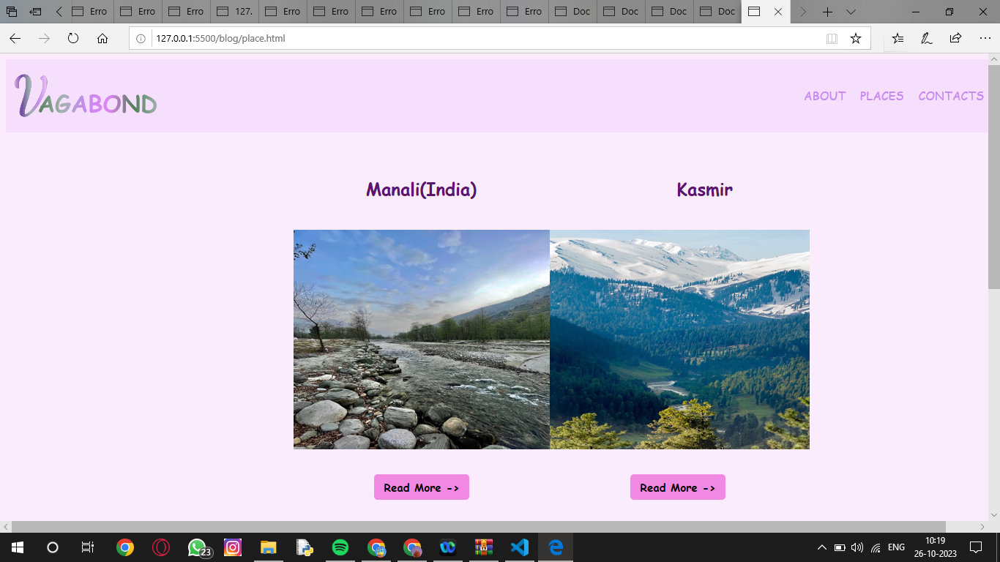 Erro Erro Erro 127. Erro Erro Erro Erro Erro Erro Doc Doc Doc Doc
127.0.0.1:5500/blog/place.html
VAGABOND
ABOUT PLACES CONTACTS
Manali(India) Kasmir
Read More -> Read More ->
23
ENG
10:19
26-10-2023